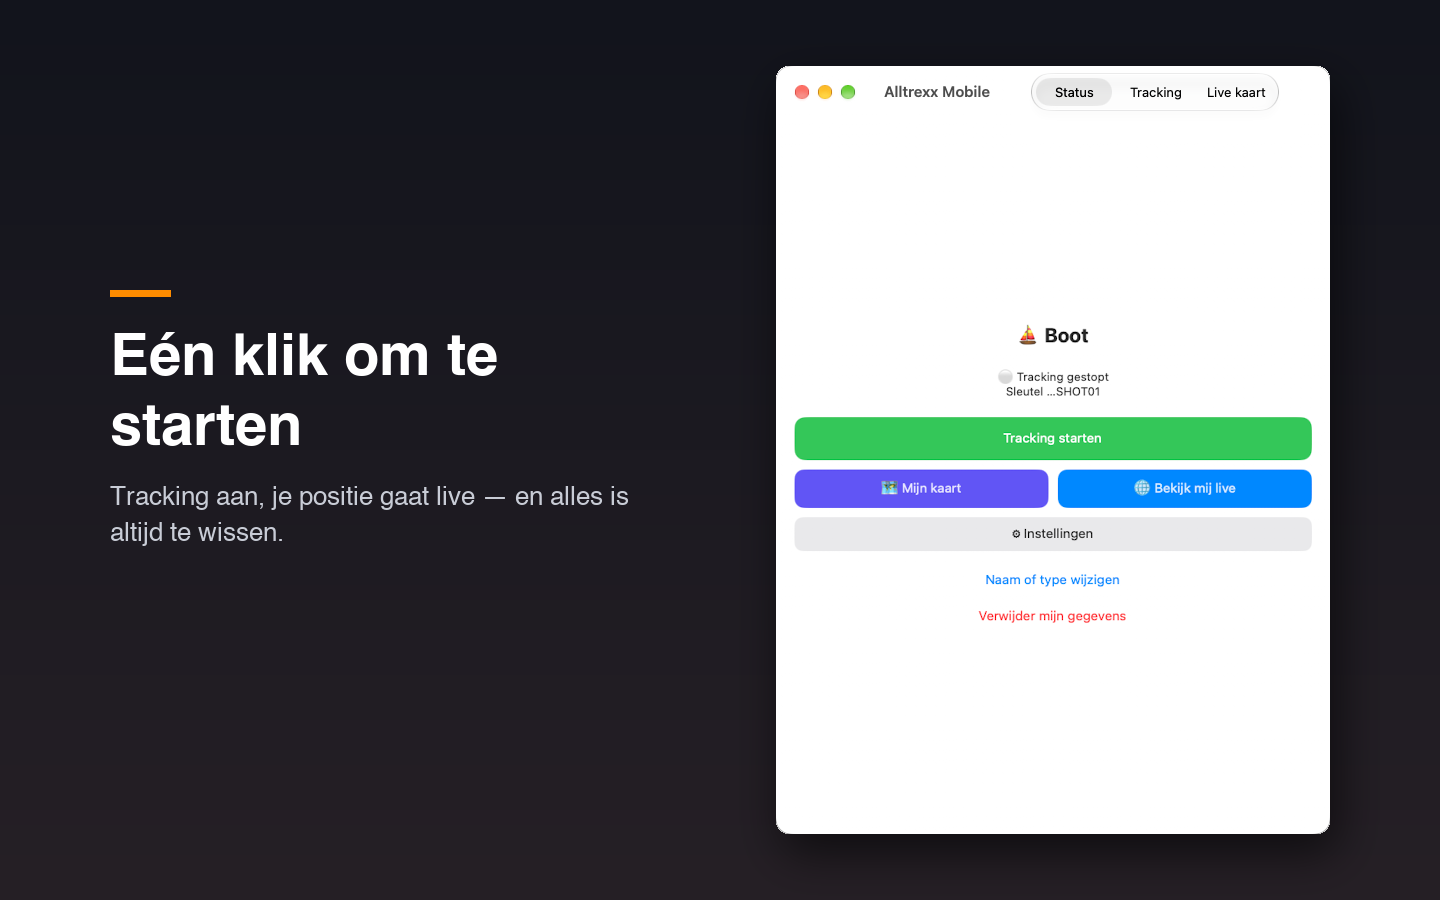 Eén klik om te
starten
Tracking aan, je positie gaat live — en alles is
altijd te wissen.
Alltrexx Mobile
Status
Tracking
Live kaart
Boot
Tracking gestopt
Sleutel …SHOT01
Tracking starten
Mijn kaart
Bekijk mij live
Instellingen
Naam of type wijzigen
Verwijder mijn gegevens